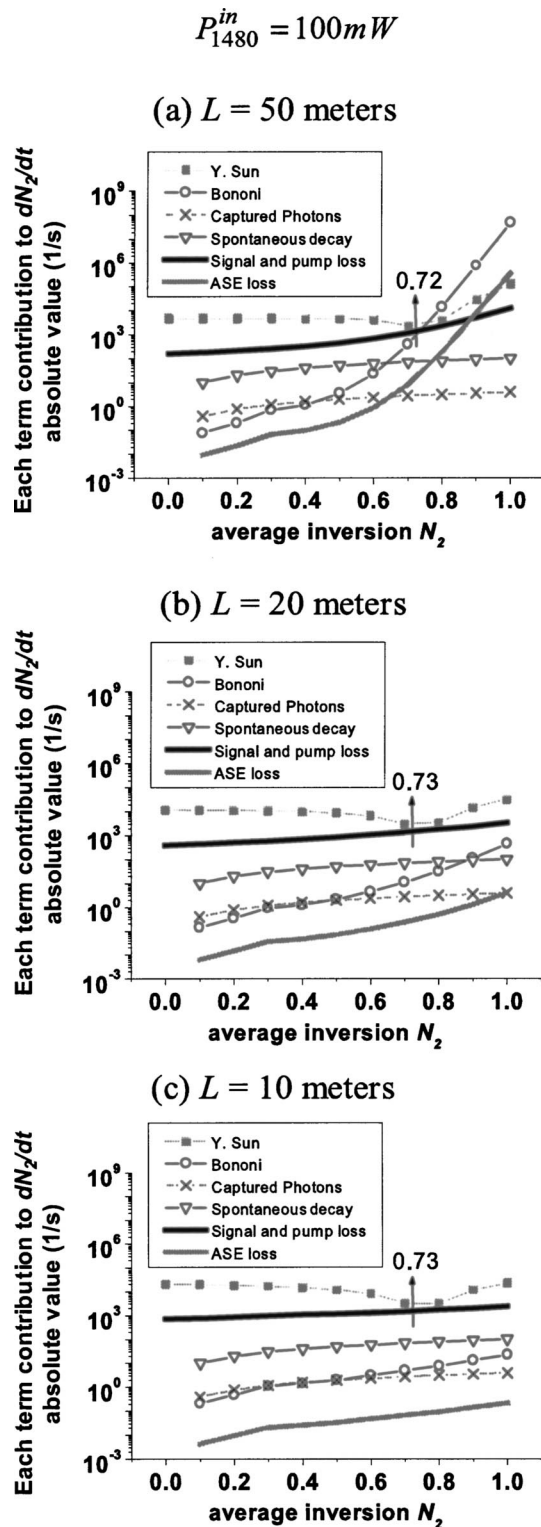 P_{1480}^{in} = 100mW
(a) L = 50 meters
Y. Sun
Bononi
Captured Photons
Spontaneous decay
Signal and pump loss
ASE loss
Each term contribution to dN_2/dt
absolute value (1/s)
10^9
10^6
10^3
10^0
10^{-3}
0.72
0.0 0.2 0.4 0.6 0.8 1.0
average inversion N_2
(b) L = 20 meters
Y. Sun
Bononi
Captured Photons
Spontaneous decay
Signal and pump loss
ASE loss
Each term contribution to dN_2/dt
absolute value (1/s)
10^9
10^6
10^3
10^0
10^{-3}
0.73
0.0 0.2 0.4 0.6 0.8 1.0
average inversion N_2
(c) L = 10 meters
Y. Sun
Bononi
Captured Photons
Spontaneous decay
Signal and pump loss
ASE loss
Each term contribution to dN_2/dt
absolute value (1/s)
10^9
10^6
10^3
10^0
10^{-3}
0.73
0.0 0.2 0.4 0.6 0.8 1.0
average inversion N_2